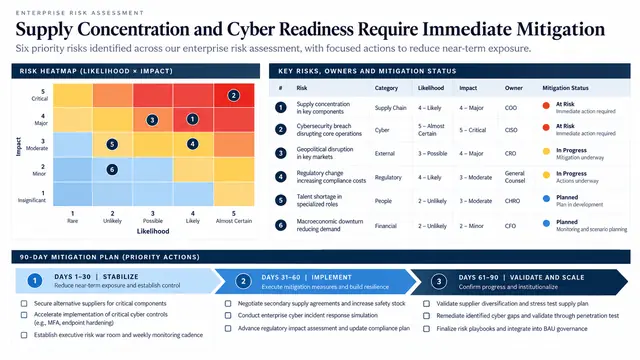 ENTERPRISE RISK ASSESSMENT
Supply Concentration and Cyber Readiness Require Immediate Mitigation
Six priority risks identified across our enterprise risk assessment, with focused actions to reduce near-term exposure.
RISK HEATMAP (LIKELIHOOD × IMPACT)
Impact
5
Critical
4
Major
3
Moderate
2
Minor
1
Insignificant
2
3
1
5
4
6
1
Rare
2
Unlikely
3
Possible
4
Likely
5
Almost Certain
Likelihood
KEY RISKS, OWNERS AND MITIGATION STATUS
# Risk Category Likelihood Impact Owner Mitigation Status
1 Supply concentration in key components Supply Chain 4 – Likely 4 – Major COO At Risk
Immediate action required
2 Cybersecurity breach disrupting core operations Cyber 5 – Almost Certain 5 – Critical CISO At Risk
Immediate action required
3 Geopolitical disruption in key markets External 3 – Possible 4 – Major CRO In Progress
Mitigation underway
4 Regulatory change increasing compliance costs Regulatory 4 – Likely 3 – Moderate General Counsel In Progress
Actions underway
5 Talent shortage in specialized roles People 2 – Unlikely 3 – Moderate CHRO Planned
Plan in development
6 Macroeconomic downturn reducing demand Financial 2 – Unlikely 2 – Minor CFO Planned
Monitoring and scenario planning
90-DAY MITIGATION PLAN (PRIORITY ACTIONS)
1 DAYS 1–30 | STABILIZE
Reduce near-term exposure and establish control
Secure alternative suppliers for critical components
Accelerate implementation of critical cyber controls
(e.g., MFA, endpoint hardening)
Establish executive risk war room and weekly monitoring cadence
2 DAYS 31–60 | IMPLEMENT
Execute mitigation measures and build resilience
Negotiate secondary supply agreements and increase safety stock
Conduct enterprise cyber incident response simulation
Advance regulatory impact assessment and update compliance plan
3 DAYS 61–90 | VALIDATE AND SCALE
Confirm progress and institutionalize
Validate supplier diversification and stress test supply plan
Remediate identified cyber gaps and validate through penetration test
Finalize risk playbooks and integrate into BAU governance